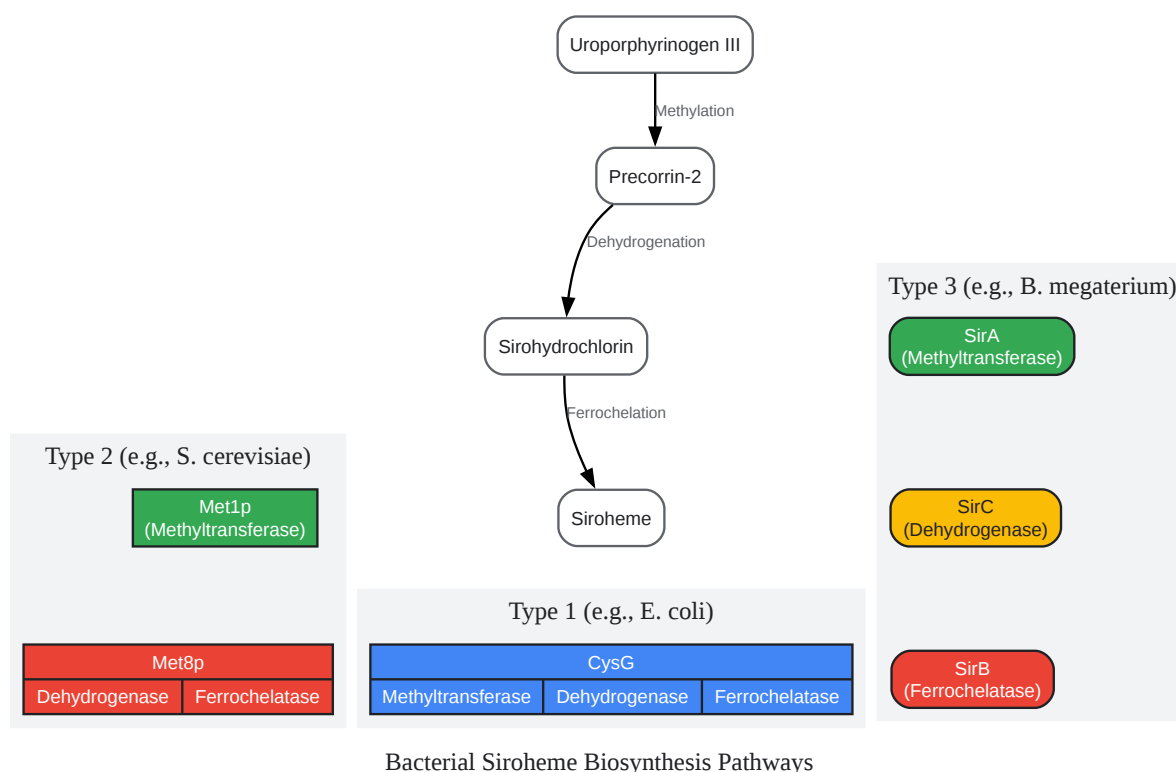 Uroporphyrinogen III
Methylation
Precorrin-2
Dehydrogenation
Sirohydrochlorin
Ferrochelation
Siroheme
Type 2 (e.g., S. cerevisiae)
Met1p
(Methyltransferase)
Met8p
Dehydrogenase
Ferrochelatase
Type 1 (e.g., E. coli)
CysG
Methyltransferase
Dehydrogenase
Ferrochelatase
Type 3 (e.g., B. megaterium)
SirA
(Methyltransferase)
SirC
(Dehydrogenase)
SirB
(Ferrochelatase)
Bacterial Siroheme Biosynthesis Pathways